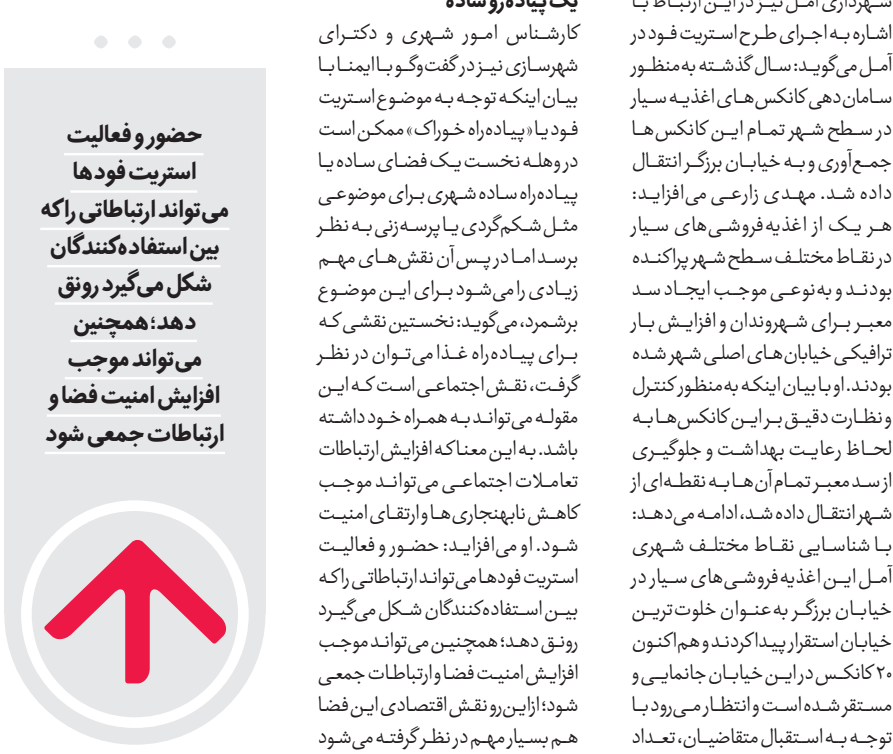 شهرداری آمل نیز در این ارتباط با
اشاره به اجرای طرح استریت فود در
آمل می‌گوید: سال گذشته به‌منظور
سامان‌دهی کانکس‌های اغذیه سیار
در سطح شهر تمام این کانکس‌ها
جمع‌آوری و به خیابان برزگر انتقال
داده شد. مهدی زارعی می‌افزاید:
هر یک از اغذیه‌فروشی‌های سیار
در نقاط مختلف سطح شهر پراکنده
بودند و به‌نوعی موجب ایجاد سد
معبر برای شهروندان و افزایش بار
ترافیکی خیابان‌های اصلی شهر شده
بودند. او با بیان اینکه به‌منظور کنترل
و نظارت دقیق بر این کانکس‌ها به
لحاظ رعایت بهداشت و جلوگیری
از سد معبر تمام آن‌ها به نقطه‌ای از
شهر انتقال داده شد، ادامه می‌دهد:
با شناسایی نقاط مختلف شهری
آمل این اغذیه‌فروشی‌های سیار در
خیابان برزگر به‌عنوان خلوت‌ترین
خیابان استقرار پیدا کردند و هم‌اکنون
۲۰ کانکس در این خیابان جانمایی و
مستقر شده است و انتظار می‌رود با
توجه به استقبال متقاضیان، تعداد
یک پیاده‌رو ساده
کارشناس امور شهری و دکترای
شهرسازی نیز در گفت‌وگو با ایمنا با
بیان اینکه توجه به موضوع استریت
فود یا «پیاده‌راه خوراک» ممکن است
در وهله نخست یک فضای ساده یا
پیاده‌راه ساده شهری برای موضوعی
مثل شکم‌گردی یا پرسه‌زنی به نظر
برسد اما در پس آن نقش‌های مهم
زیادی را می‌شود برای این موضوع
برشمرد، می‌گوید: نخستین نقشی که
برای پیاده‌راه غذا می‌توان در نظر
گرفت، نقش اجتماعی است که این
مقوله می‌تواند به همراه خود داشته
باشد. به این معنا که افزایش ارتباطات
تعاملات اجتماعی می‌تواند موجب
کاهش نابهنجاری‌ها و ارتقای امنیت
شود. او می‌افزاید: حضور و فعالیت
استریت فودها می‌تواند ارتباطاتی را که
بین استفاده‌کنندگان شکل می‌گیرد
رونق دهد؛ همچنین می‌تواند موجب
افزایش امنیت فضا و ارتباطات جمعی
شود؛ ازاین‌رو نقش اقتصادی این فضا
هم بسیار مهم در نظر گرفته می‌شود
حضور و فعالیت
استریت فودها
می‌تواند ارتباطاتی را که
بین استفاده‌کنندگان
شکل می‌گیرد رونق
دهد؛ همچنین
می‌تواند موجب
افزایش امنیت فضا و
ارتباطات جمعی شود